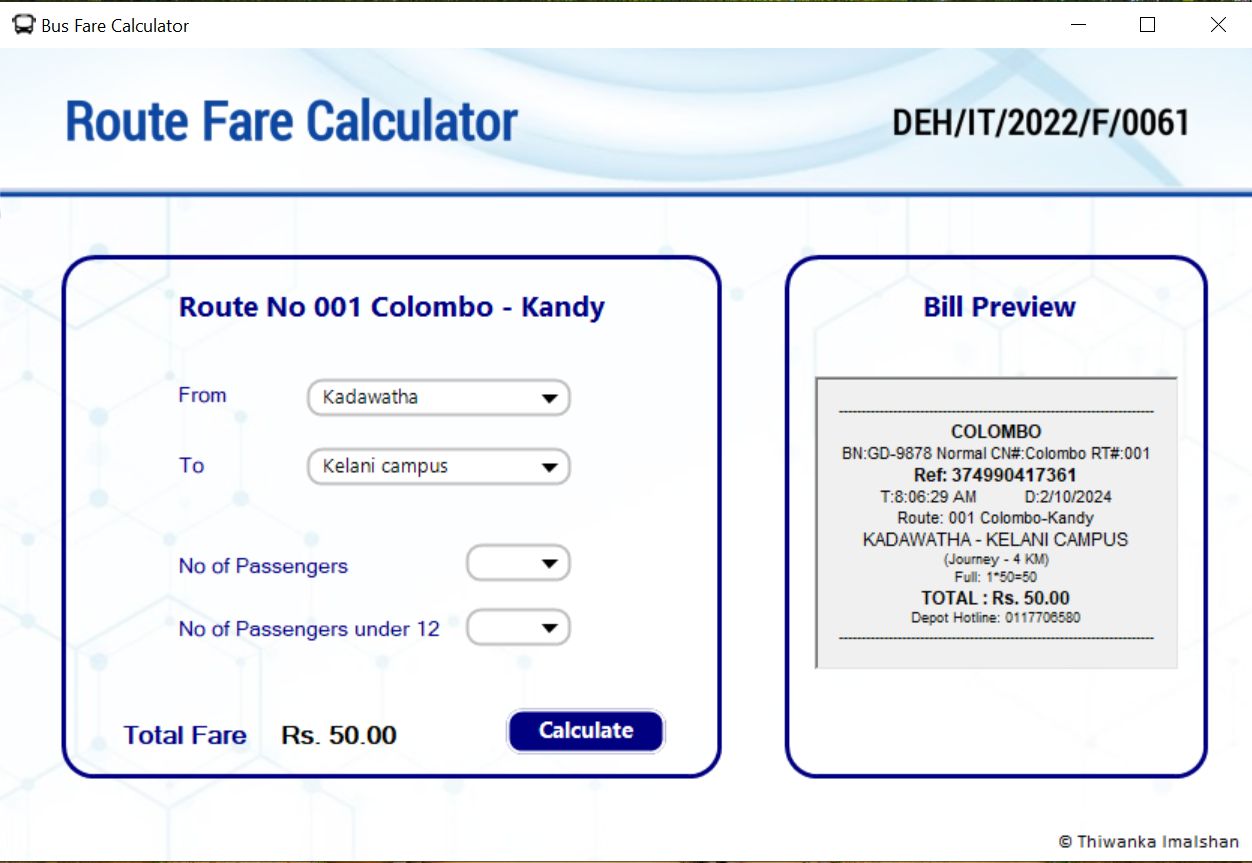 Bus Fare Calculator
Route Fare Calculator
DEH/IT/2022/F/0061
Route No 001 Colombo - Kandy
From
Kadawatha
To
Kelani campus
No of Passengers
No of Passengers under 12
Total Fare Rs. 50.00
Calculate
Bill Preview
COLOMBO
BN:GD-9878 Normal CN#:Colombo RT#:001
Ref: 374990417361
T:8:06:29 AM D:2/10/2024
Route: 001 Colombo-Kandy
KADAWATHA - KELANI CAMPUS
(Journey - 4 KM)
Full: 1*50=50
TOTAL : Rs. 50.00
Depot Hotline: 0117706580
© Thiwanka Imalshan